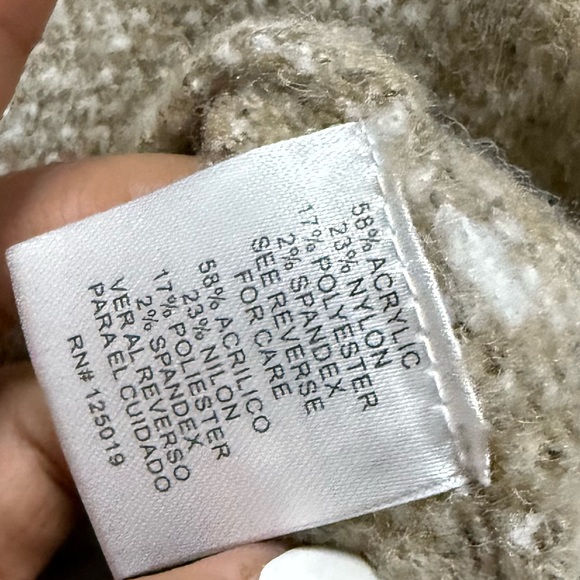 58% ACRYLIC
23% NYLON
17% POLYESTER
2% SPANDEX
SEE REVERSE
FOR CARE
58% ACRILICO
23% NILON
17% POLIESTER
2% SPANDEX
VER AL REVERSO
PARA EL CUIDADO
RN# 125019